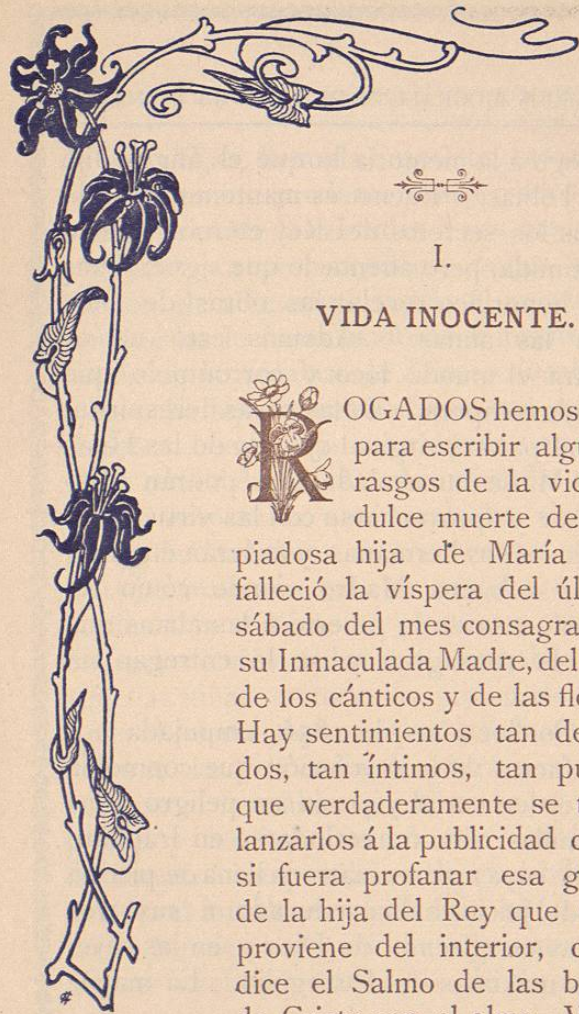 I.
VIDA INOCENTE.
ROGADOS hemos
para escribir alg
rasgos de la vid
dulce muerte de
piadosa hija de María
falleció la víspera del úl
sábado del mes consagra
su Inmaculada Madre, del
de los cánticos y de las flo
Hay sentimientos tan de
dos, tan íntimos, tan pu
que verdaderamente se
lanzárlos á la publicidad c
si fuera profanar esa g
de la hija del Rey que
proviene del interior, c
dice el Salmo de las b